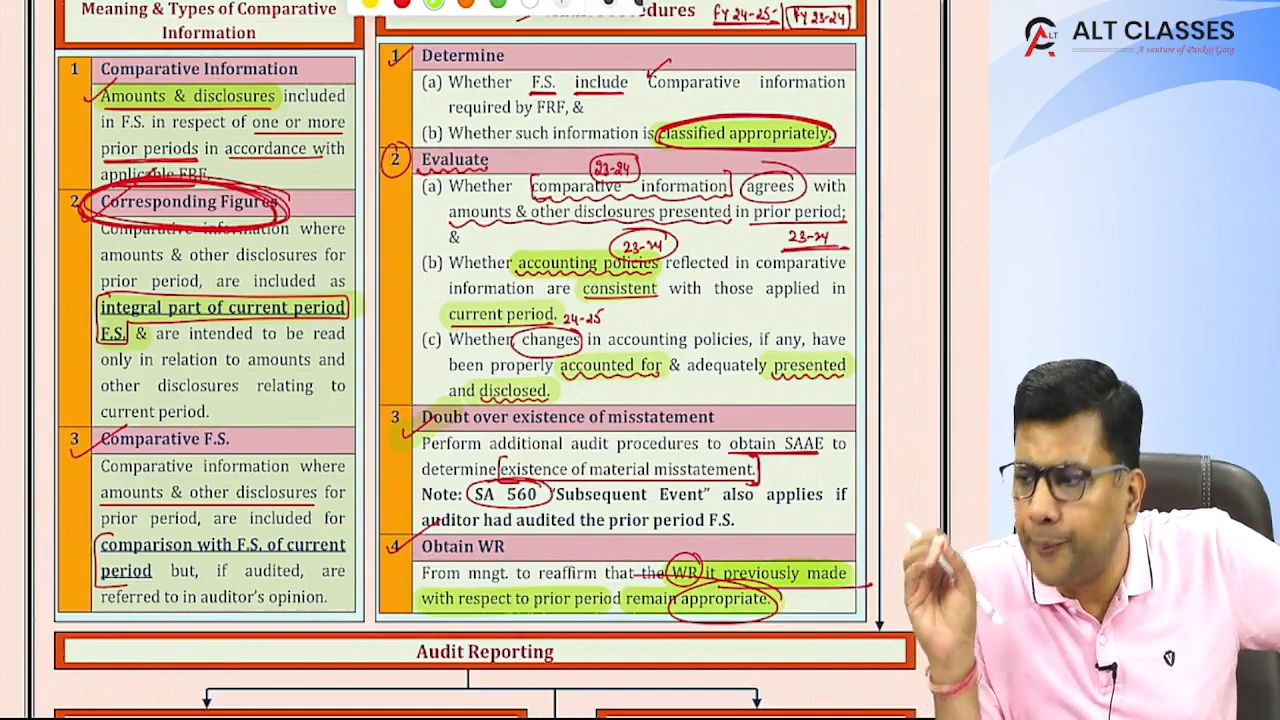 Meaning & Types of Comparative
Information
1 Comparative Information
Amounts & disclosures included
in F.S. in respect of one or more
prior periods in accordance with
applicable FRF.
2 Corresponding Figures
Comparative information where
amounts & other disclosures for
prior period, are included as
integral part of current period
F.S. & are intended to be read
only in relation to amounts and
other disclosures relating to
current period.
3 Comparative F.S.
Comparative information where
amounts & other disclosures for
prior period, are included for
comparison with F.S. of current
period but, if audited, are
referred to in auditor's opinion.
Procedures FY 24-25- FY 23-24
1 Determine
(a) Whether F.S. include Comparative information
required by FRF, &
(b) Whether such information is classified appropriately.
2 Evaluate
23-24
(a) Whether comparative information agrees with
amounts & other disclosures presented in prior period;
&
23-24 23-24
(b) Whether accounting policies reflected in comparative
information are consistent with those applied in
current period. 24-25
(c) Whether changes in accounting policies, if any, have
been properly accounted for & adequately presented
and disclosed.
3 Doubt over existence of misstatement
Perform additional audit procedures to obtain SAAE to
determine existence of material misstatement.
Note: SA 560 "Subsequent Event" also applies if
auditor had audited the prior period F.S.
4 Obtain WR
From mngt. to reaffirm that the WR it previously made
with respect to prior period remain appropriate.
Audit Reporting
ALT
ALT CLASSES
A venture of Pankaj Garg